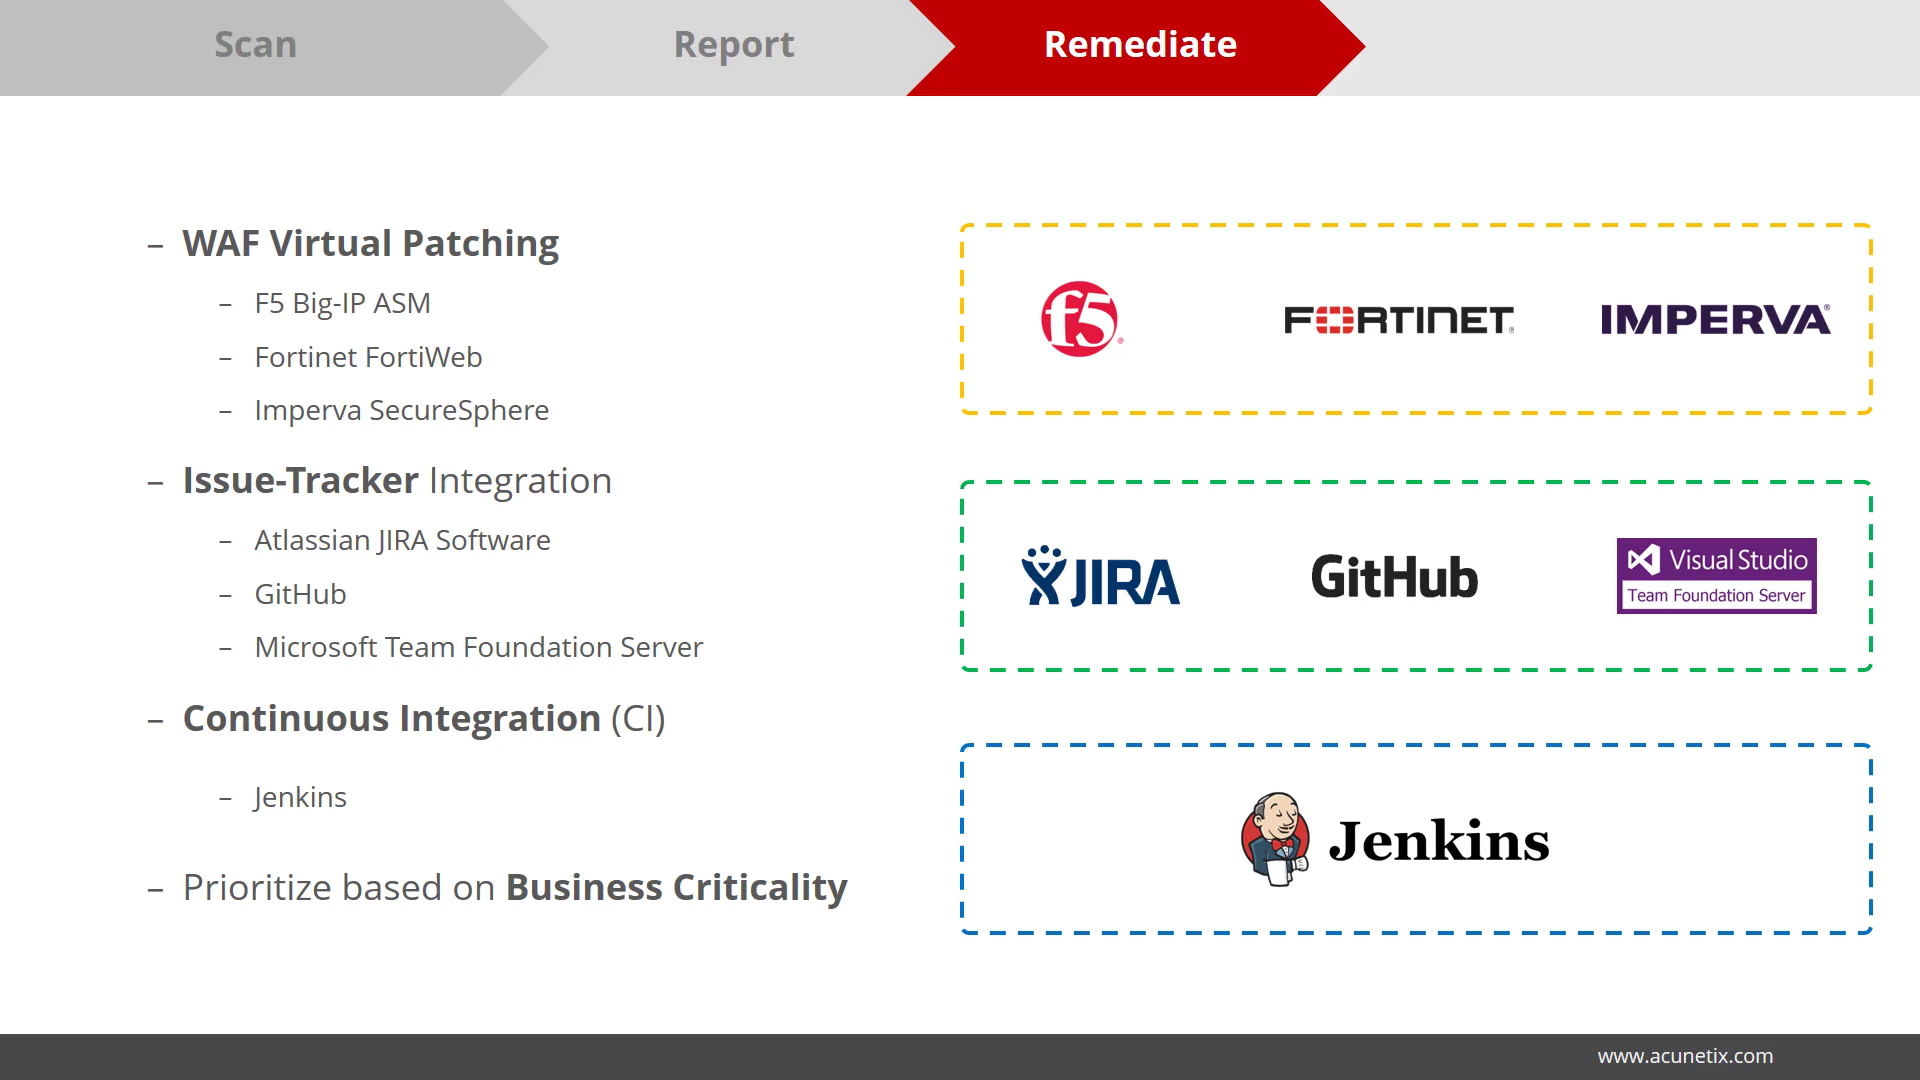 Scan
Report
Remediate
– WAF Virtual Patching
– F5 Big-IP ASM
– Fortinet FortiWeb
– Imperva SecureSphere
– Issue-Tracker Integration
– Atlassian JIRA Software
– GitHub
– Microsoft Team Foundation Server
– Continuous Integration (CI)
– Jenkins
– Prioritize based on Business Criticality
f5®
FORTINET®
IMPERVA®
JIRA
GitHub
Visual Studio
Team Foundation Server
Jenkins
www.acunetix.com